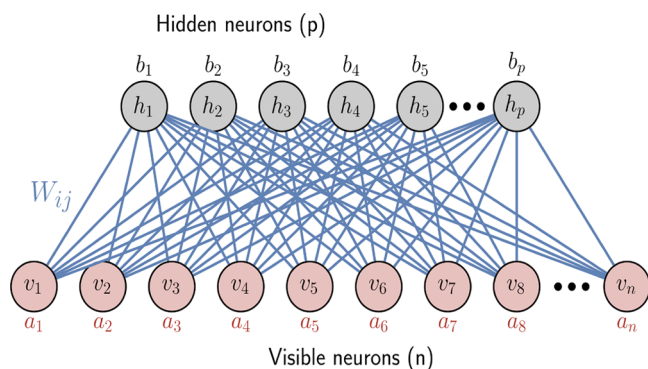 Hidden neurons (p)
b₁ b₂ b₃ b₄ b₅ bₚ
h₁ h₂ h₃ h₄ h₅ ••• hₚ
Wᵢⱼ
v₁ v₂ v₃ v₄ v₅ v₆ v₇ v₈ ••• vₙ
a₁ a₂ a₃ a₄ a₅ a₆ a₇ a₈ aₙ
Visible neurons (n)